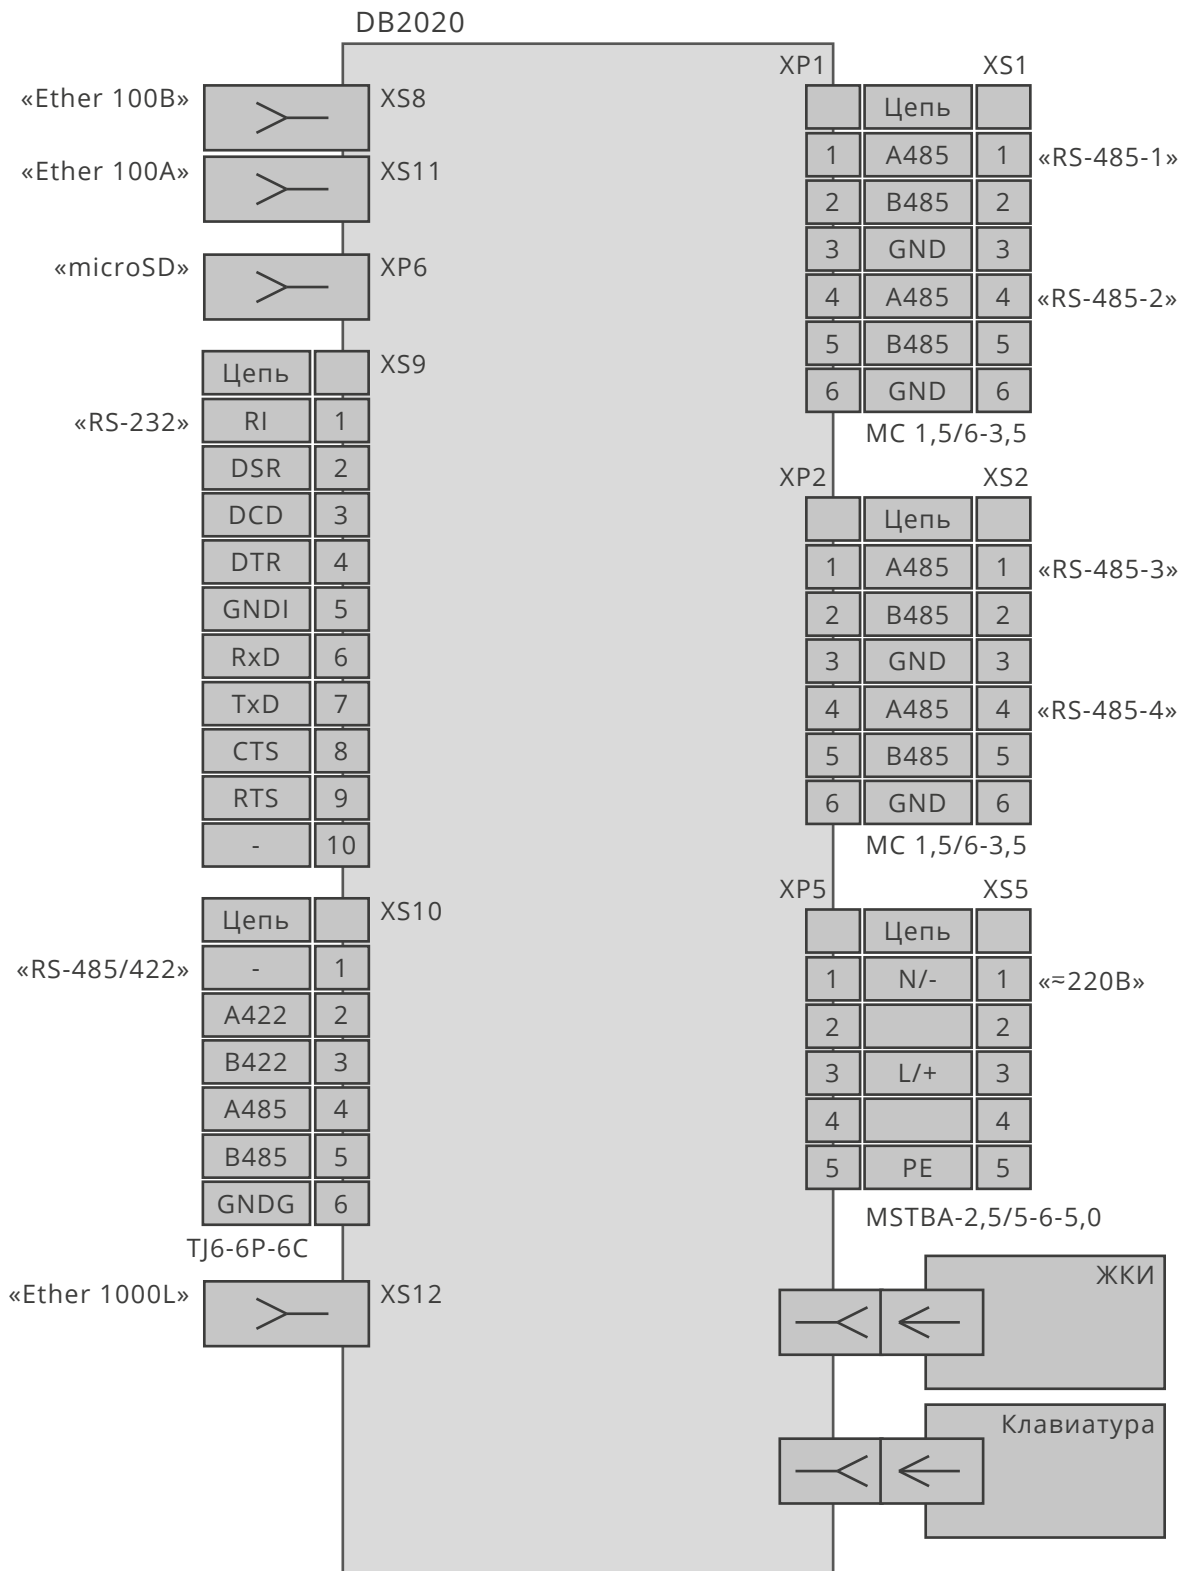 DB2020
«Ether 100B» XS8
«Ether 100A» XS11
«microSD» XP6
XS9
Цепь
«RS-232» RI 1
DSR 2
DCD 3
DTR 4
GNDI 5
RxD 6
TxD 7
CTS 8
RTS 9
- 10
XS10
Цепь
«RS-485/422» - 1
A422 2
B422 3
A485 4
B485 5
GNDG 6
TJ6-6P-6C
«Ether 1000L» XS12
XP1 XS1
Цепь
1 A485 1 «RS-485-1»
2 B485 2
3 GND 3
4 A485 4 «RS-485-2»
5 B485 5
6 GND 6
MC 1,5/6-3,5
XP2 XS2
Цепь
1 A485 1 «RS-485-3»
2 B485 2
3 GND 3
4 A485 4 «RS-485-4»
5 B485 5
6 GND 6
MC 1,5/6-3,5
XP5 XS5
Цепь
1 N/- 1 «≂220В»
2 2
3 L/+ 3
4 4
5 PE 5
MSTBA-2,5/5-6-5,0
ЖКИ
Клавиатура